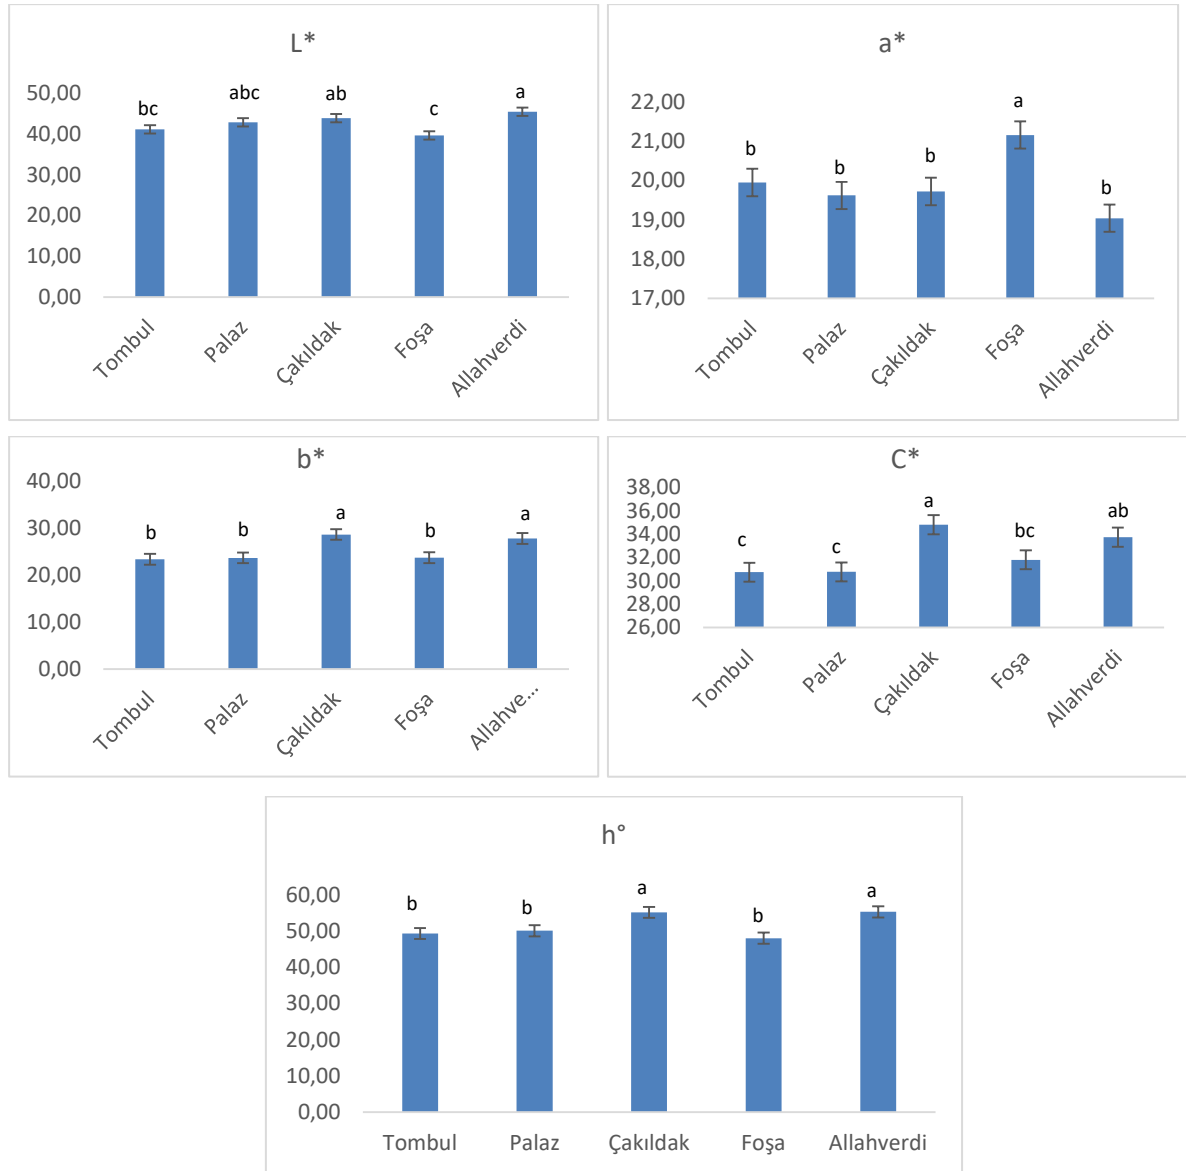 L*
50,00
40,00
30,00
20,00
10,00
0,00
bc
abc
ab
c
a
Tombul
Palaz
Çakıldak
Foşa
Allahverdi
a*
22,00
21,00
20,00
19,00
18,00
17,00
b
b
b
a
b
Tombul
Palaz
Çakıldak
Foşa
Allahverdi
b*
40,00
30,00
20,00
10,00
0,00
b
b
a
b
a
Tombul
Palaz
Çakıldak
Foşa
Allahve...
C*
38,00
36,00
34,00
32,00
30,00
28,00
26,00
c
c
a
bc
ab
Tombul
Palaz
Çakıldak
Foşa
Allahverdi
h°
60,00
50,00
40,00
30,00
20,00
10,00
0,00
b
b
a
b
a
Tombul
Palaz
Çakıldak
Foşa
Allahverdi